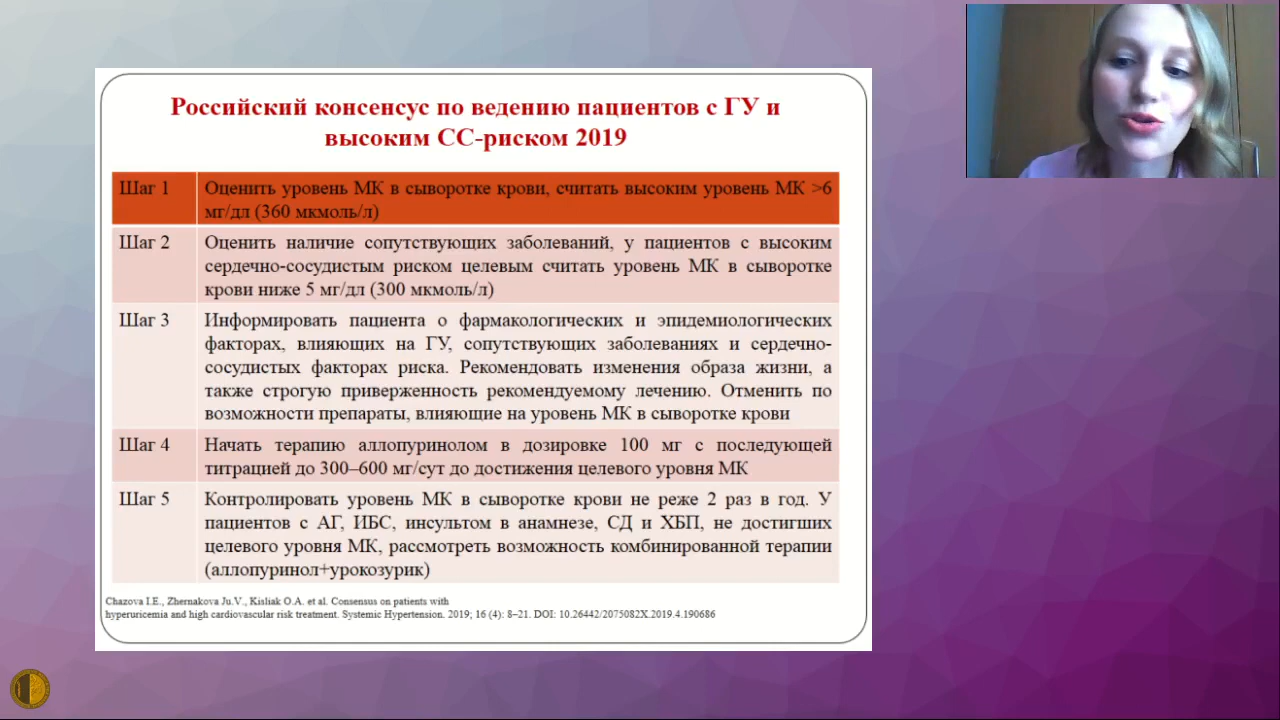 Российский консенсус по ведению пациентов с ГУ и
высоким СС-риском 2019
Шаг 1
Оценить уровень МК в сыворотке крови, считать высоким уровень МК >6
мг/дл (360 мкмоль/л)
Шаг 2
Оценить наличие сопутствующих заболеваний, у пациентов с высоким
сердечно-сосудистым риском целевым считать уровень МК в сыворотке
крови ниже 5 мг/дл (300 мкмоль/л)
Шаг 3
Информировать пациента о фармакологических и эпидемиологических
факторах, влияющих на ГУ, сопутствующих заболеваниях и сердечно-
сосудистых факторах риска. Рекомендовать изменения образа жизни, а
также строгую приверженность рекомендуемому лечению. Отменить по
возможности препараты, влияющие на уровень МК в сыворотке крови
Шаг 4
Начать терапию аллопуринолом в дозировке 100 мг с последующей
титрацией до 300–600 мг/сут до достижения целевого уровня МК
Шаг 5
Контролировать уровень МК в сыворотке крови не реже 2 раз в год. У
пациентов с АГ, ИБС, инсультом в анамнезе, СД и ХБП, не достигших
целевого уровня МК, рассмотреть возможность комбинированной терапии
(аллопуринол+урокозурик)
Chazova I.E., Zhernakova Ju.V., Kisliak O.A. et al. Consensus on patients with
hyperuricemia and high cardiovascular risk treatment. Systemic Hypertension. 2019; 16 (4): 8–21. DOI: 10.26442/2075082X.2019.4.190686